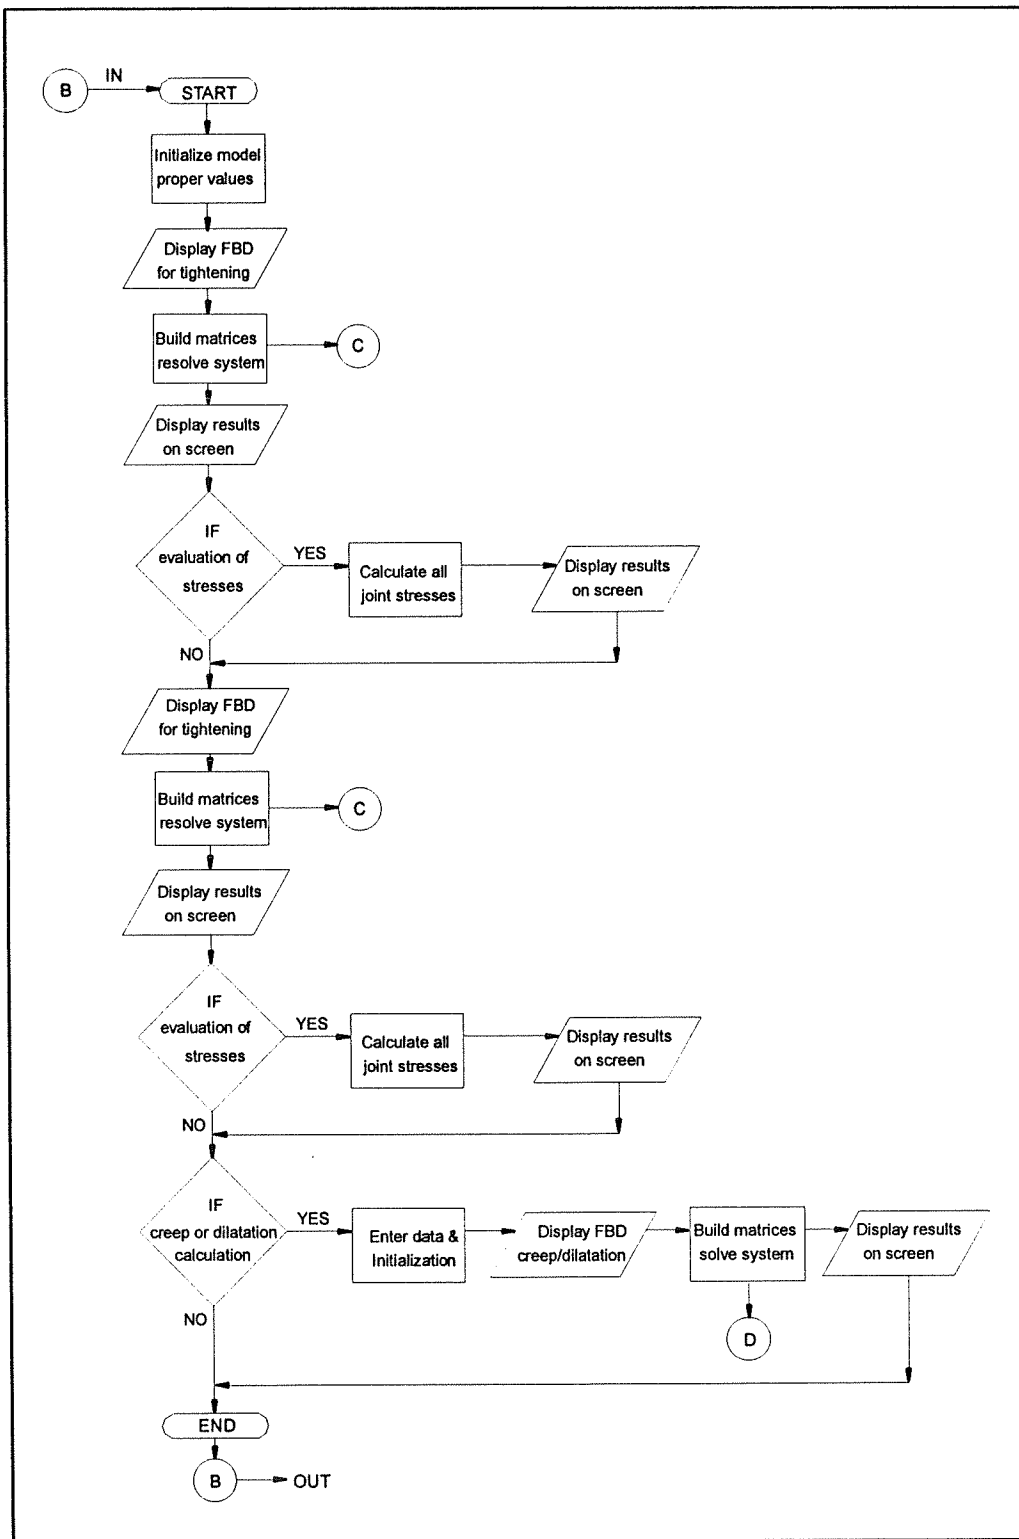 B
IN
START
Initialize model
proper values
Display FBD
for tightening
Build matrices
resolve system
C
Display results
on screen
IF
evaluation of
stresses
YES
Calculate all
joint stresses
Display results
on screen
NO
Display FBD
for tightening
Build matrices
resolve system
C
Display results
on screen
IF
evaluation of
stresses
YES
Calculate all
joint stresses
Display results
on screen
NO
IF
creep or dilatation
calculation
YES
Enter data &
Initialization
Display FBD
creep/dilatation
Build matrices
solve system
Display results
on screen
D
NO
END
B
OUT